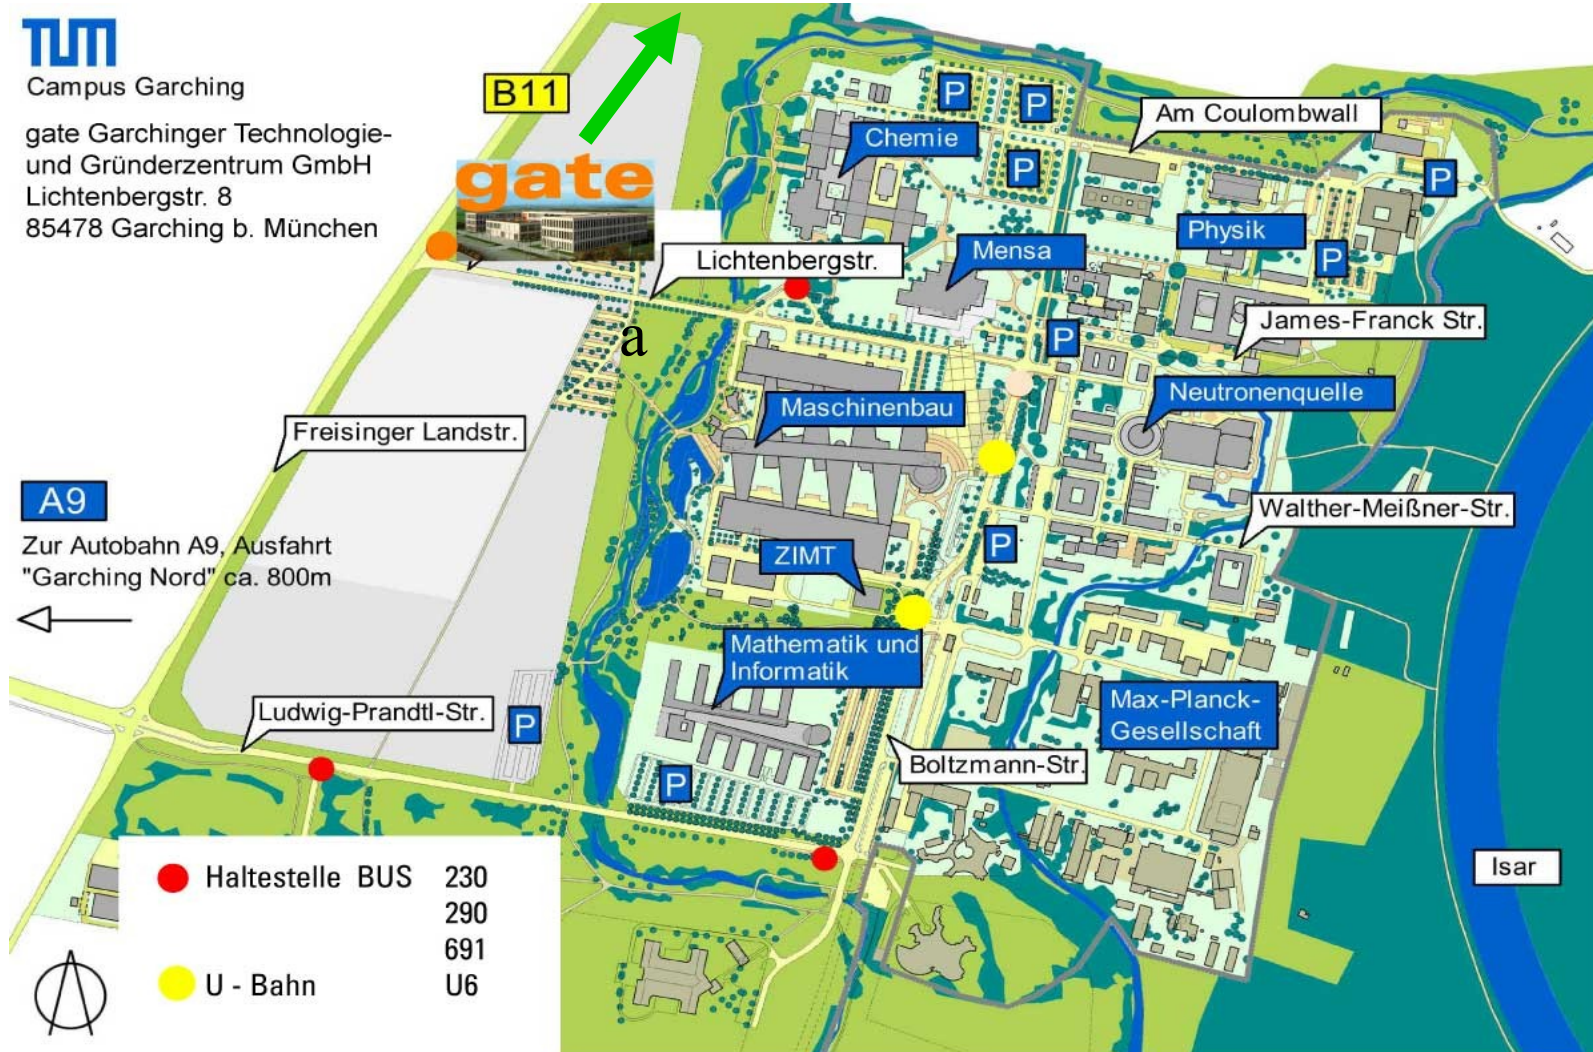 TUM
Campus Garching
gate Garchinger Technologie-
und Gründerzentrum GmbH
Lichtenbergstr. 8
85478 Garching b. München
B11
gate
Chemie
P
P
P
Am Coulombwall
P
Physik
P
Mensa
Lichtenbergstr.
a
P
James-Franck Str.
Neutronenquelle
Maschinenbau
Freisinger Landstr.
A9
Zur Autobahn A9, Ausfahrt
"Garching Nord" ca. 800m
Walther-Meißner-Str.
P
ZIMT
Mathematik und
Informatik
Max-Planck-
Gesellschaft
Ludwig-Prandtl-Str.
P
Boltzmann-Str.
P
Isar
Haltestelle BUS 230
290
691
U - Bahn U6